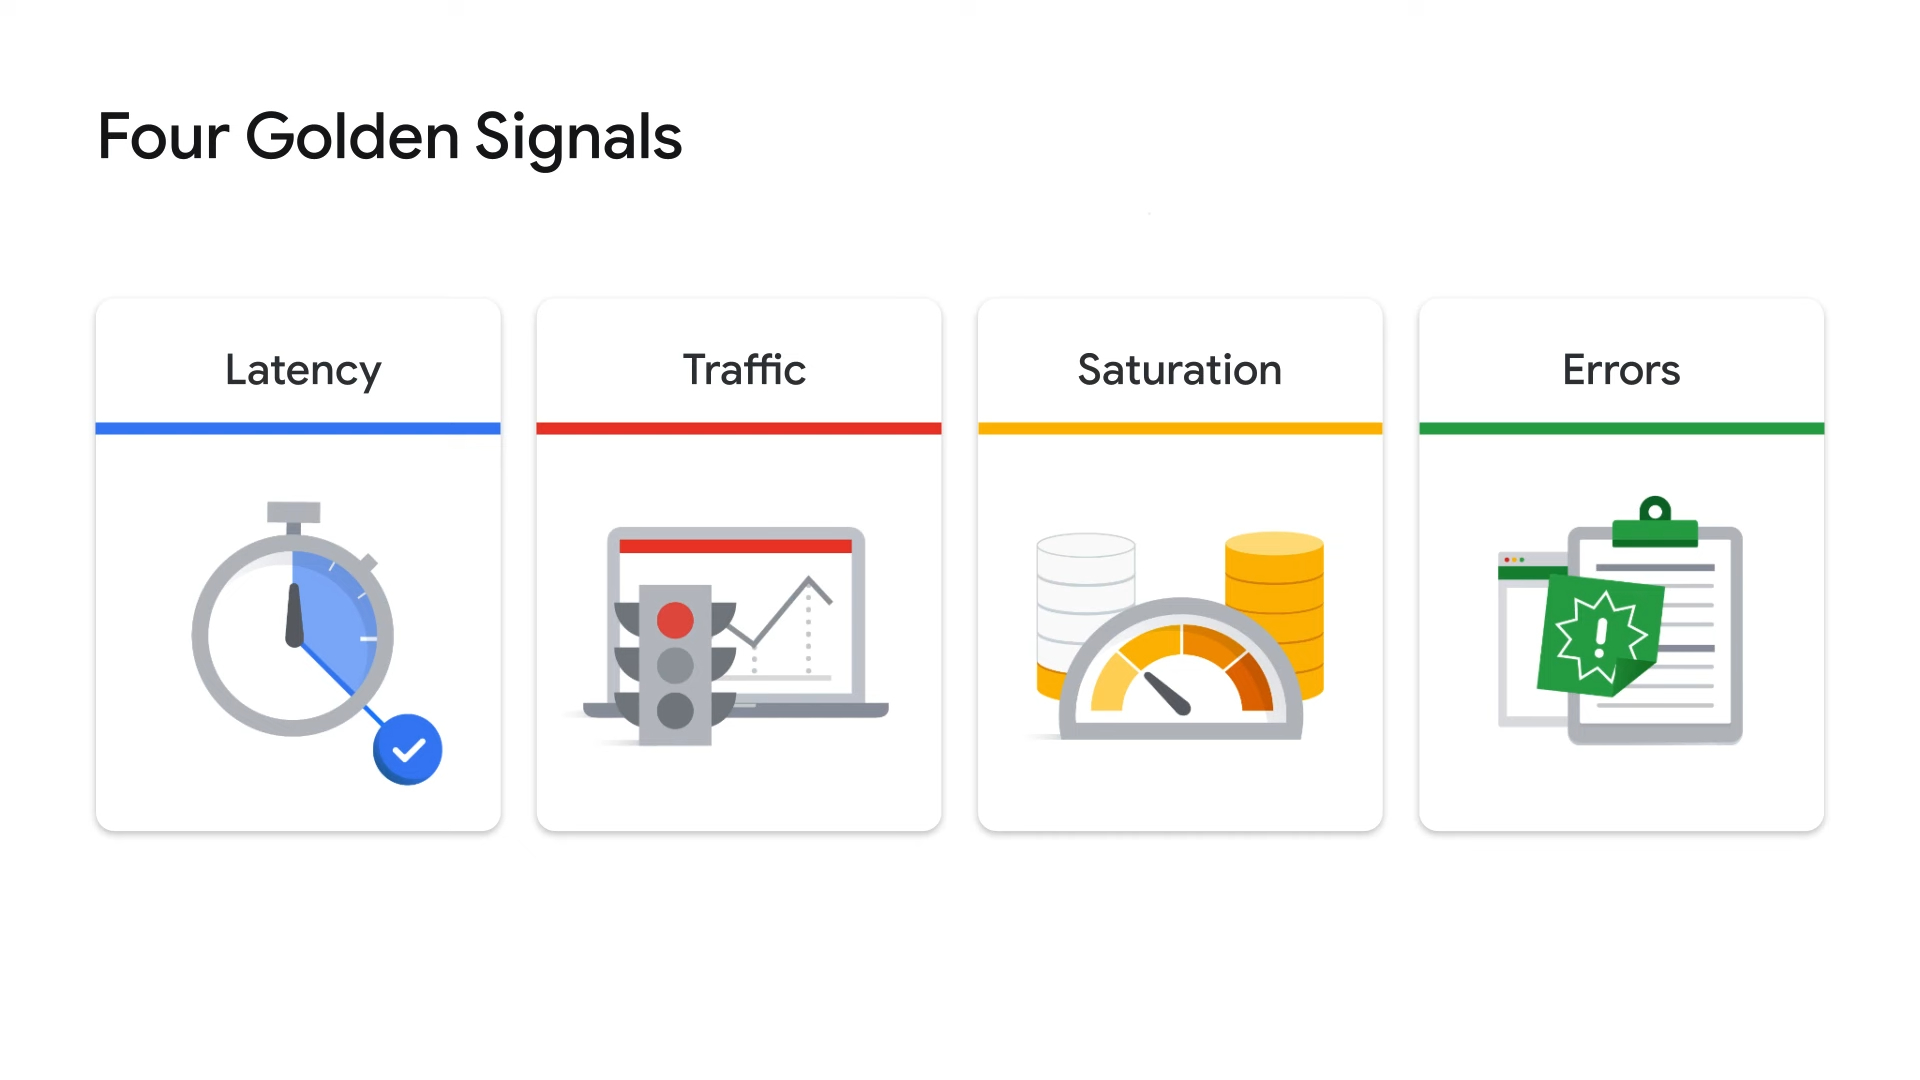 Four Golden Signals
Latency
Traffic
Saturation
Errors